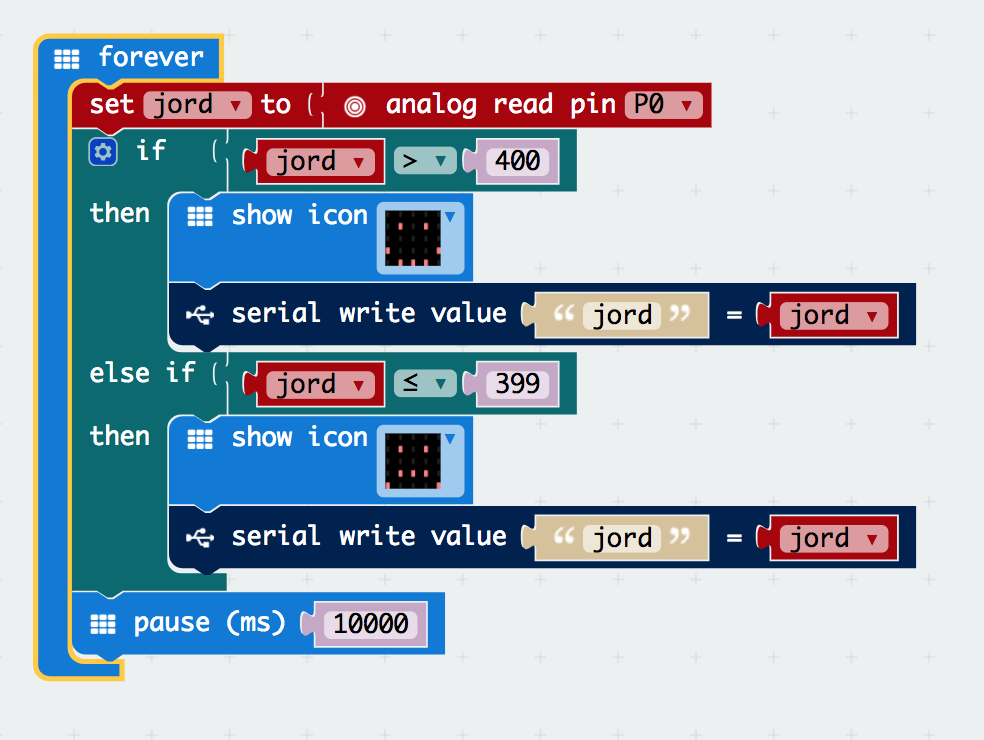 forever
set jord to ( analog read pin P0
if ( jord > 400
then show icon
serial write value “ jord ” = jord
else if ( jord ≤ 399
then show icon
serial write value “ jord ” = jord
pause (ms) 10000